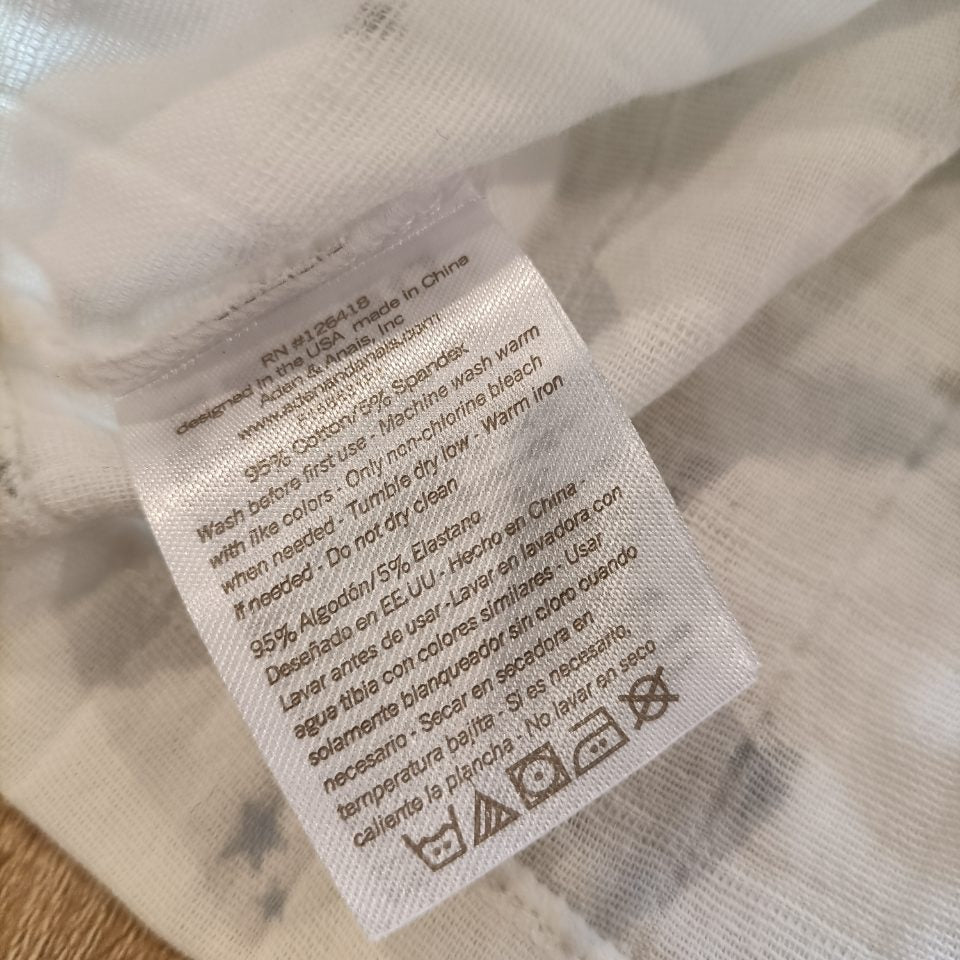 RN #126418
designed in the USA made in China
Aden & Anais, Inc
www.adenandanais.com
95% Cotton/5% Spandex
Wash before first use - Machine wash warm
with like colors - Only non-chlorine bleach
when needed - Tumble dry low - Warm iron
if needed - Do not dry clean
95% Algodón/5% Elastano
Deseñado en EE.UU - Hecho en China -
Lavar antes de usar -Lavar en lavadora con
agua tibia con colores similares - Usar
solamente blanqueador sin cloro cuando
necesario - Secar en secadora en
temperatura bajita - Si es necesario,
caliente la plancha - No lavar en seco